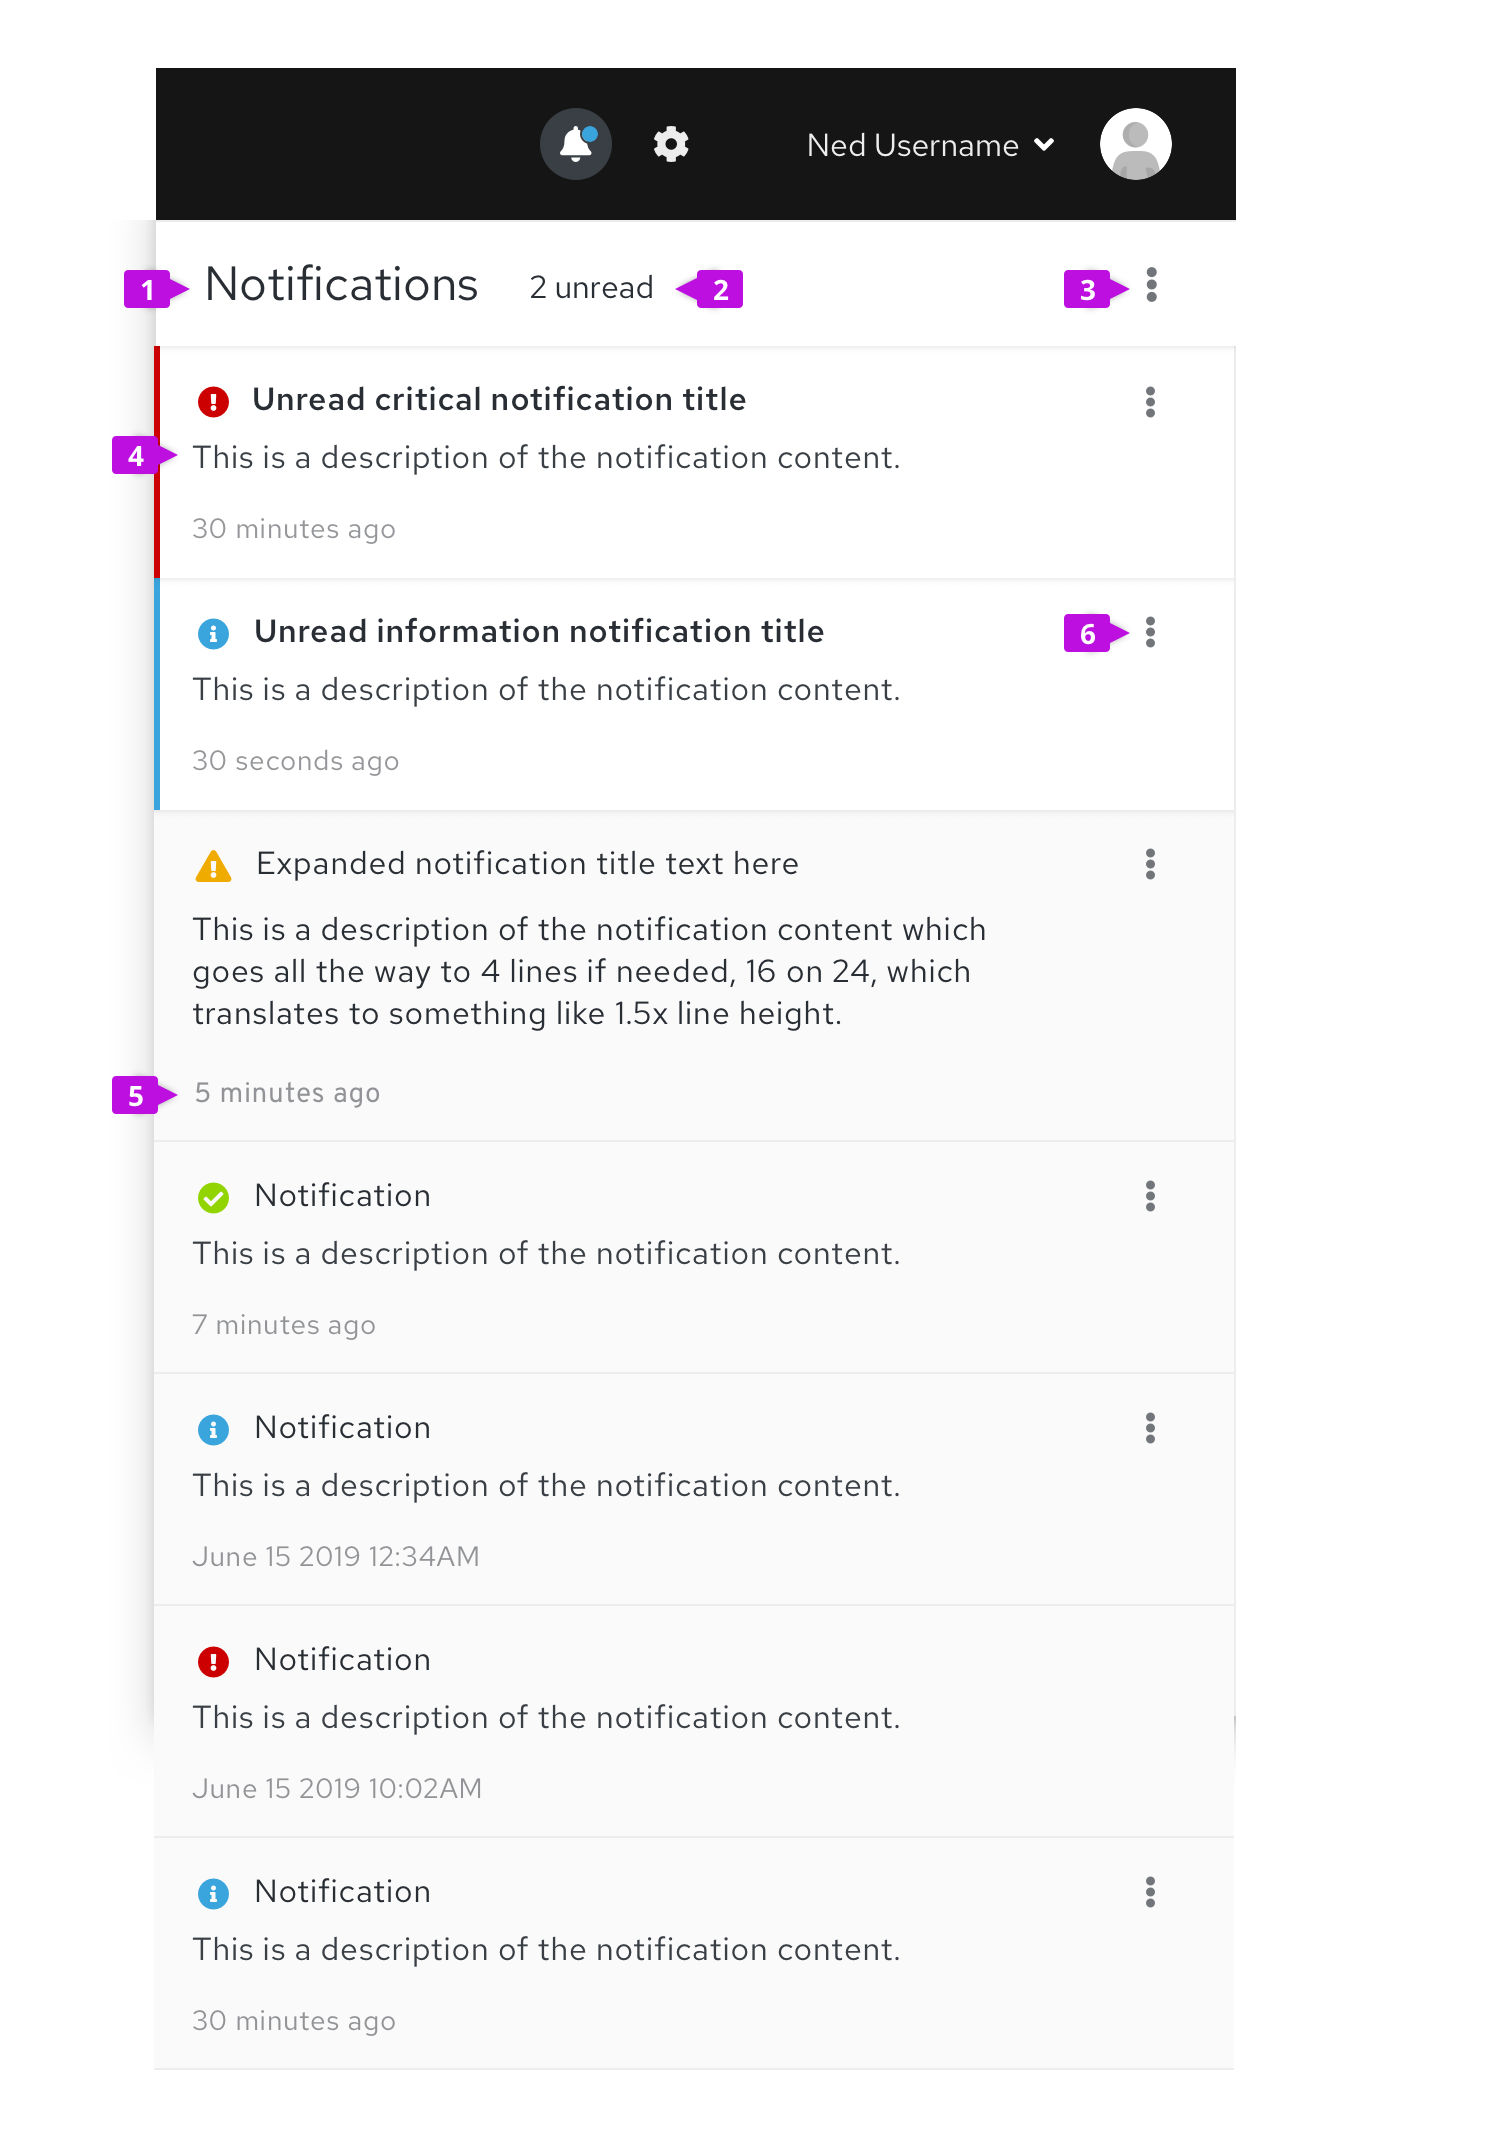 Ned Username
1 Notifications 2 unread 2 3
Unread critical notification title
4 This is a description of the notification content.
30 minutes ago
Unread information notification title 6
This is a description of the notification content.
30 seconds ago
Expanded notification title text here
This is a description of the notification content which
goes all the way to 4 lines if needed, 16 on 24, which
translates to something like 1.5x line height.
5 5 minutes ago
Notification
This is a description of the notification content.
7 minutes ago
Notification
This is a description of the notification content.
June 15 2019 12:34AM
Notification
This is a description of the notification content.
June 15 2019 10:02AM
Notification
This is a description of the notification content.
30 minutes ago